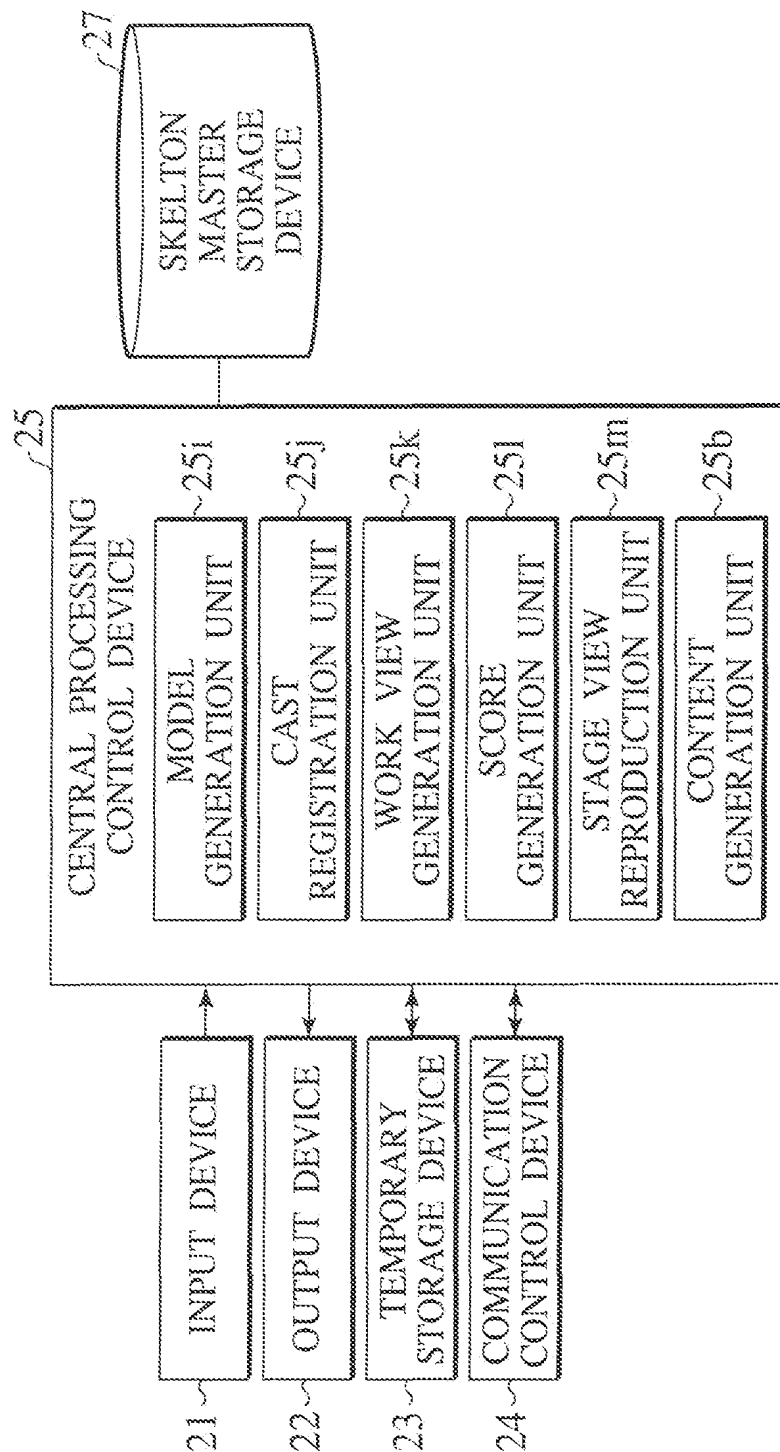 21
INPUT DEVICE
22
OUTPUT DEVICE
23
TEMPORARY
STORAGE DEVICE
24
COMMUNICATION
CONTROL DEVICE
25
CENTRAL PROCESSING
CONTROL DEVICE
MODEL
GENERATION UNIT
25i
CAST
REGISTRATION UNIT
25j
WORK VIEW
GENERATION UNIT
25k
SCORE
GENERATION UNIT
25l
STAGE VIEW
REPRODUCTION UNIT
25m
CONTENT
GENERATION UNIT
25b
27
SKELTON
MASTER
STORAGE
DEVICE